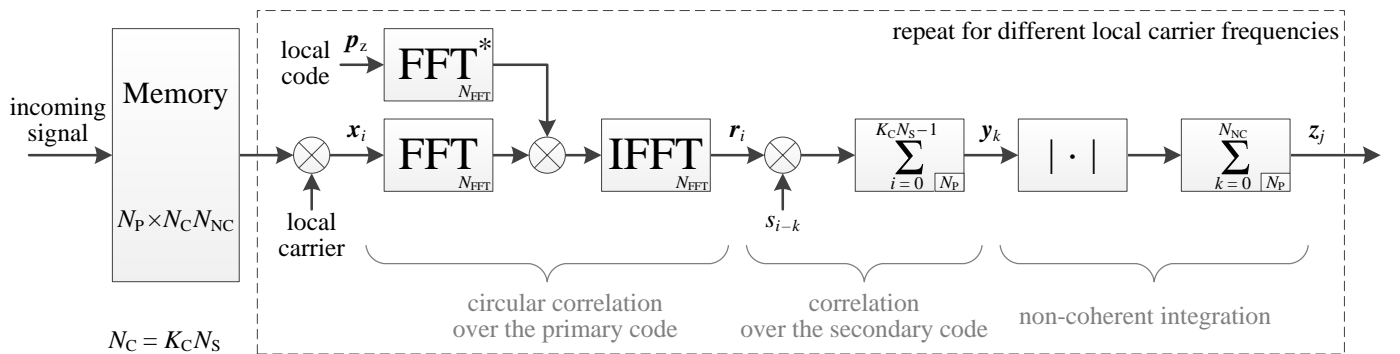 repeat for different local carrier frequencies
incoming
signal
Memory
N_P × N_C N_NC
N_C = K_C N_S
local
code
p_z
FFT*
N_FFT
local
carrier
x_i
FFT
N_FFT
IFFT
N_FFT
r_i
s_{i−k}
K_C N_S−1
∑
i = 0
N_P
y_k
| · |
N_NC
∑
k = 0
N_P
z_j
circular correlation
over the primary code
correlation
over the secondary code
non-coherent integration